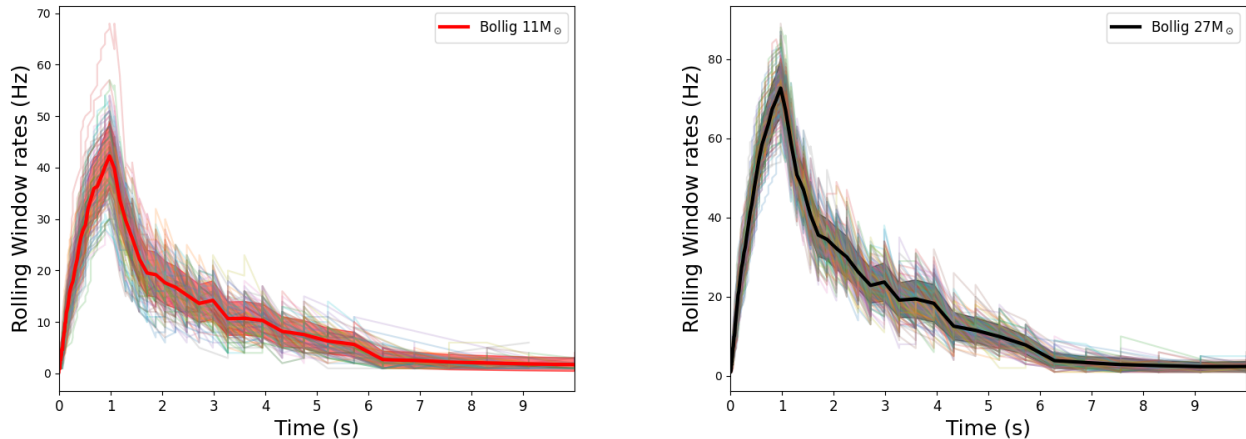 70
60
50
40
30
20
10
0
Rolling Window rates (Hz)
Bollig 11M⊙
0 1 2 3 4 5 6 7 8 9
Time (s)
80
60
40
20
0
Rolling Window rates (Hz)
Bollig 27M⊙
0 1 2 3 4 5 6 7 8 9
Time (s)